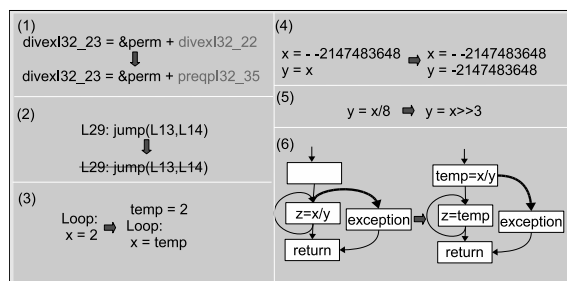 (1)
divexl32_23 = &perm + divexl32_22
divexl32_23 = &perm + preqpl32_35
(2)
L29: jump(L13,L14)
L29: jump(L13,L14)
(3)
Loop:
x = 2
temp = 2
Loop:
x = temp
(4)
x = - -2147483648
y = x
x = - -2147483648
y = -2147483648
(5)
y = x/8
y = x>>3
(6)
z=x/y
exception
return
temp=x/y
z=temp
exception
return